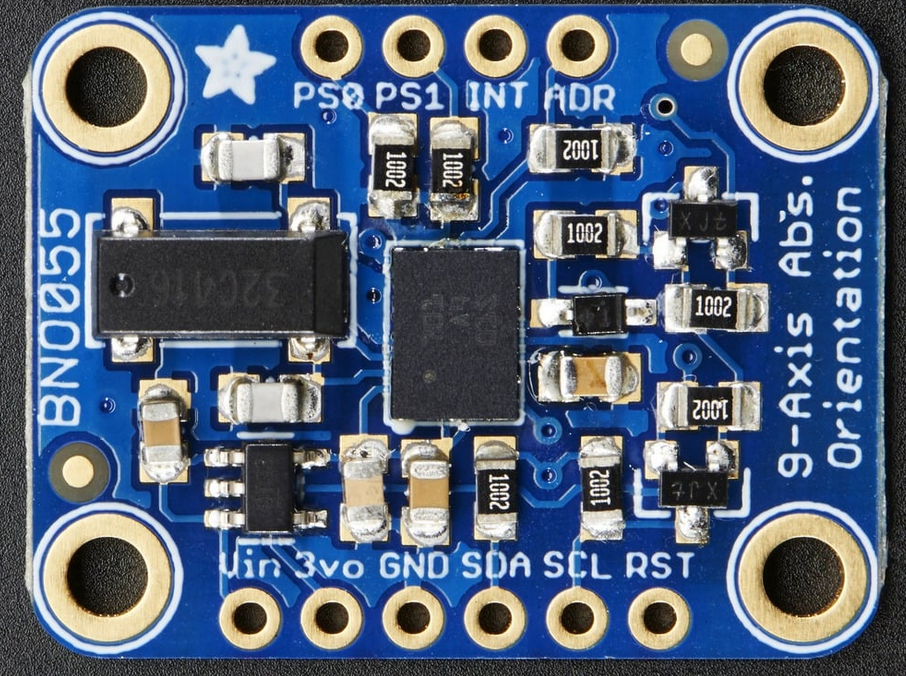 PS0 PS1 INT ADR
1002
1002
1002
1002
1002
1002
1002
1002
32C416
BNO055
9-Axis Abs.
Orientation
Vin 3vo GND SDA SCL RST